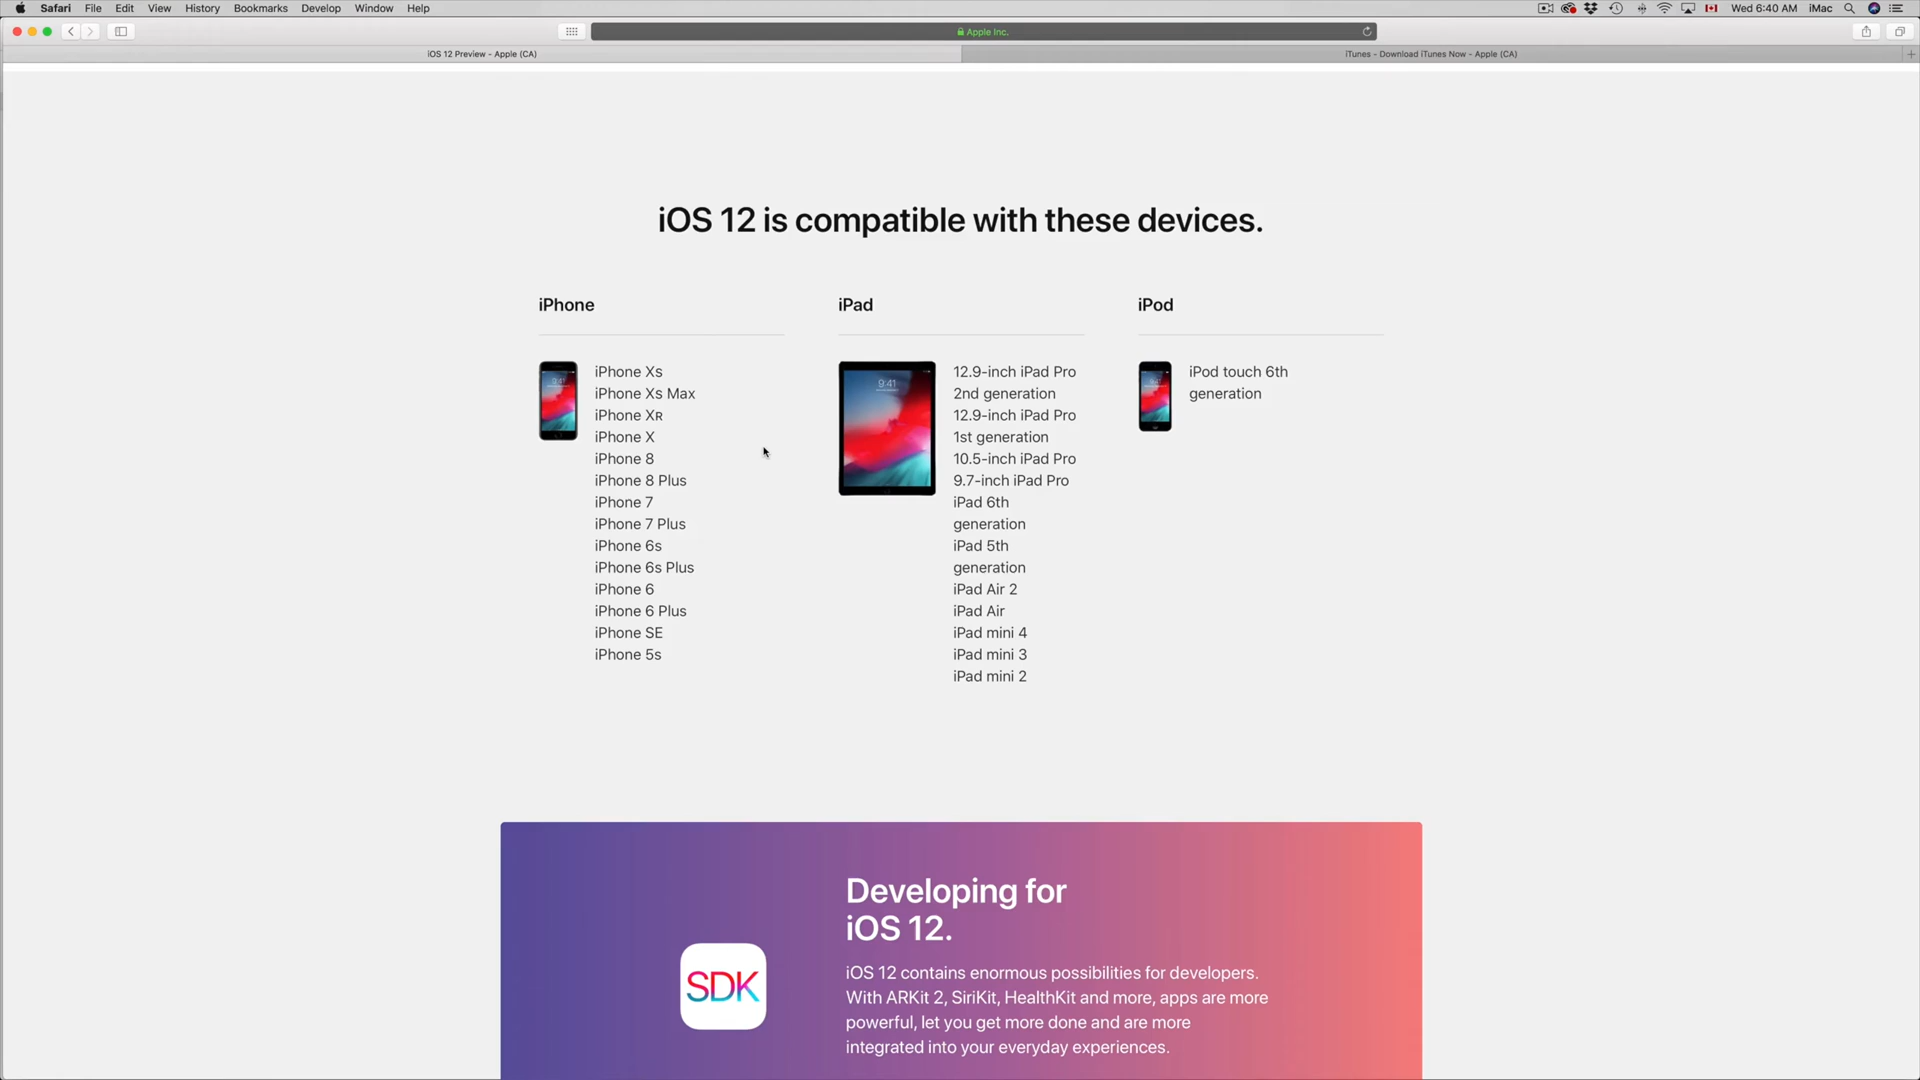 Safari File Edit View History Bookmarks Develop Window Help
Wed 6:40 AM iMac
Apple Inc.
iOS 12 Preview - Apple (CA)
iTunes - Download iTunes Now - Apple (CA)
iOS 12 is compatible with these devices.
iPhone
iPhone Xs
iPhone Xs Max
iPhone XR
iPhone X
iPhone 8
iPhone 8 Plus
iPhone 7
iPhone 7 Plus
iPhone 6s
iPhone 6s Plus
iPhone 6
iPhone 6 Plus
iPhone SE
iPhone 5s
iPad
9:41
12.9-inch iPad Pro
2nd generation
12.9-inch iPad Pro
1st generation
10.5-inch iPad Pro
9.7-inch iPad Pro
iPad 6th
generation
iPad 5th
generation
iPad Air 2
iPad Air
iPad mini 4
iPad mini 3
iPad mini 2
iPod
iPod touch 6th
generation
SDK
Developing for
iOS 12.
iOS 12 contains enormous possibilities for developers.
With ARKit 2, SiriKit, HealthKit and more, apps are more
powerful, let you get more done and are more
integrated into your everyday experiences.